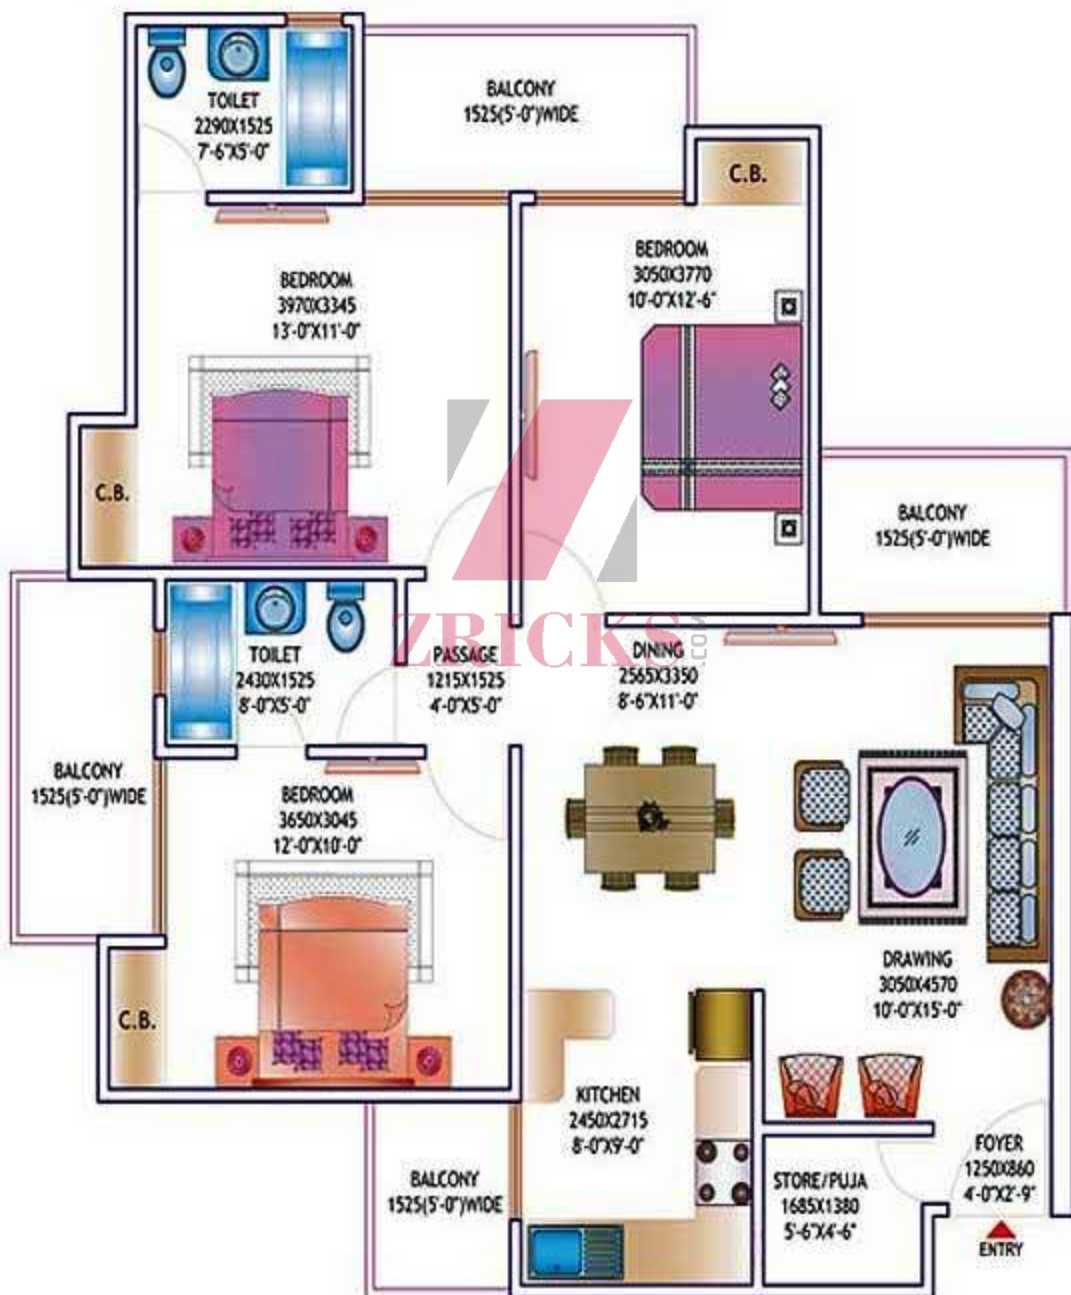 TOILET
2290X1525
7'-6"X5'-0"
BALCONY
1525(5'-0")WIDE
C.B.
BEDROOM
3970X3345
13'-0"X11'-0"
BEDROOM
3050X3770
10'-0"X12'-6"
C.B.
BALCONY
1525(5'-0")WIDE
ZRICKS
.COM
TOILET
2430X1525
8'-0"X5'-0"
PASSAGE
1215X1525
4'-0"X5'-0"
DINING
2565X3350
8'-6"X11'-0"
BALCONY
1525(5'-0")WIDE
BEDROOM
3650X3045
12'-0"X10'-0"
DRAWING
3050X4570
10'-0"X15'-0"
C.B.
KITCHEN
2450X2715
8'-0"X9'-0"
BALCONY
1525(5'-0")WIDE
STORE/PUJA
1685X1380
5'-6"X4'-6"
FOYER
1250X860
4'-0"X2'-9"
ENTRY